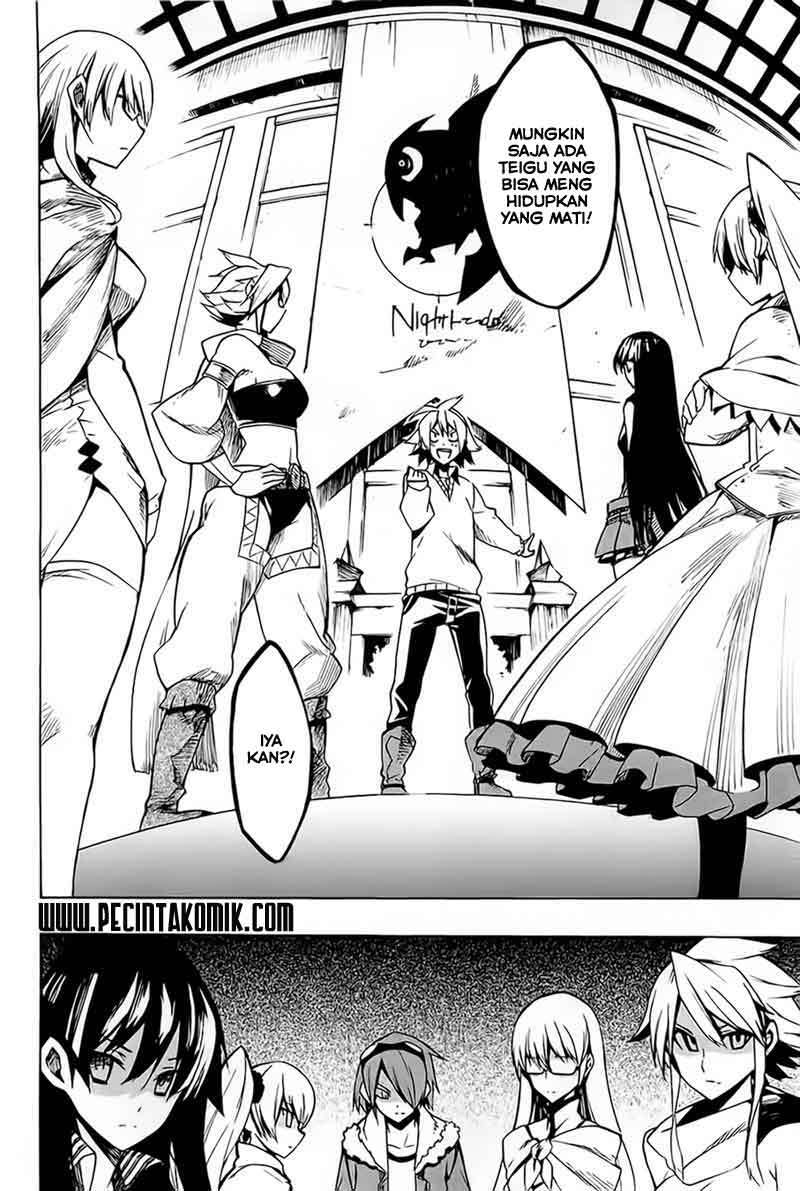 MUNGKIN
SAJA ADA
TEIGU YANG
BISA MENG
HIDUPKAN
YANG MATI!
IYA
KAN?!
WWW.PECINTAKOMIK.COM